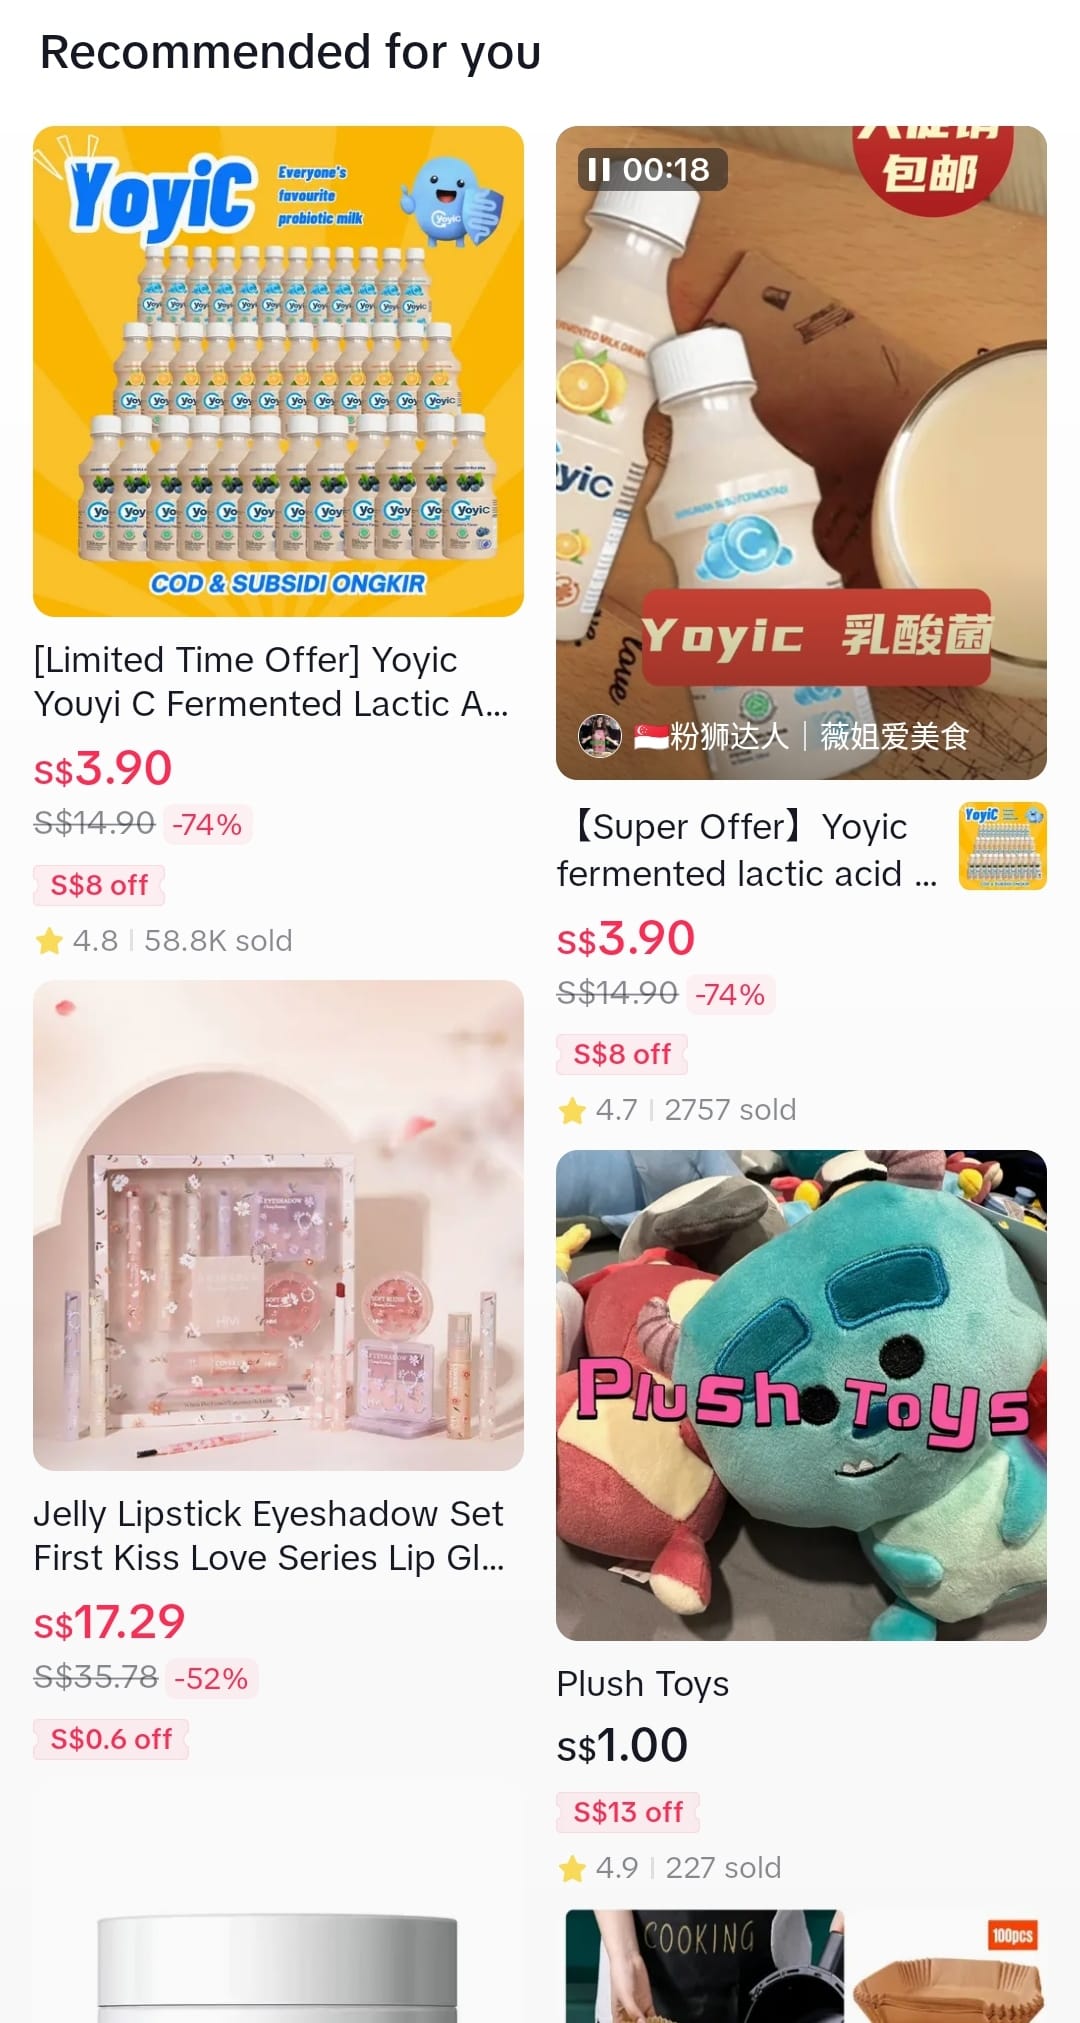 Recommended for you
YoyiC
Everyone's
favourite
probiotic milk
COD & SUBSIDI ONGKIR
[Limited Time Offer] Yoyic
Youyi C Fermented Lactic A...
S$3.90
S$14.90 -74%
S$8 off
4.8 | 58.8K sold
00:18
大促销
包邮
Yoyic 乳酸菌
粉狮达人｜薇姐爱美食
【Super Offer】Yoyic
fermented lactic acid ...
S$3.90
S$14.90 -74%
S$8 off
4.7 | 2757 sold
EYESHADOW
Jelly Lipstick Eyeshadow Set
First Kiss Love Series Lip Gl...
S$17.29
S$35.78 -52%
S$0.6 off
Plush Toys
Plush Toys
S$1.00
S$13 off
4.9 | 227 sold
COOKING
100pcs